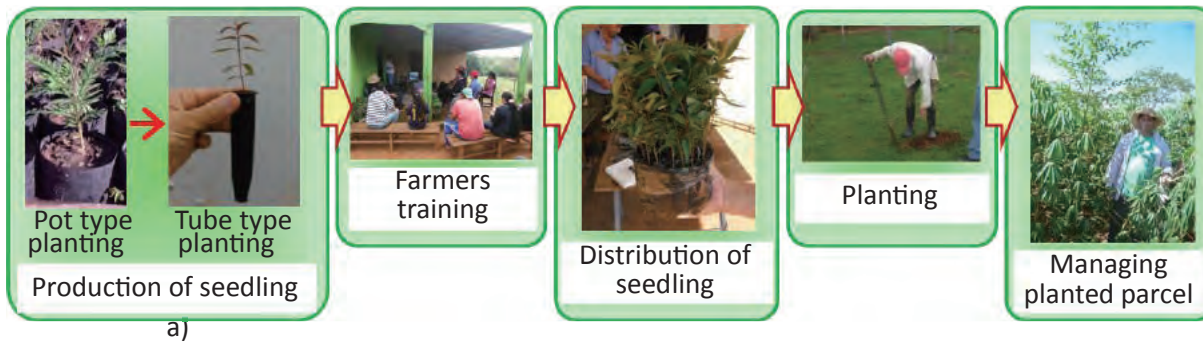 Pot type
planting
Tube type
planting
Production of seedling
a)
Farmers
training
Distribution of
seedling
Planting
Managing
planted parcel